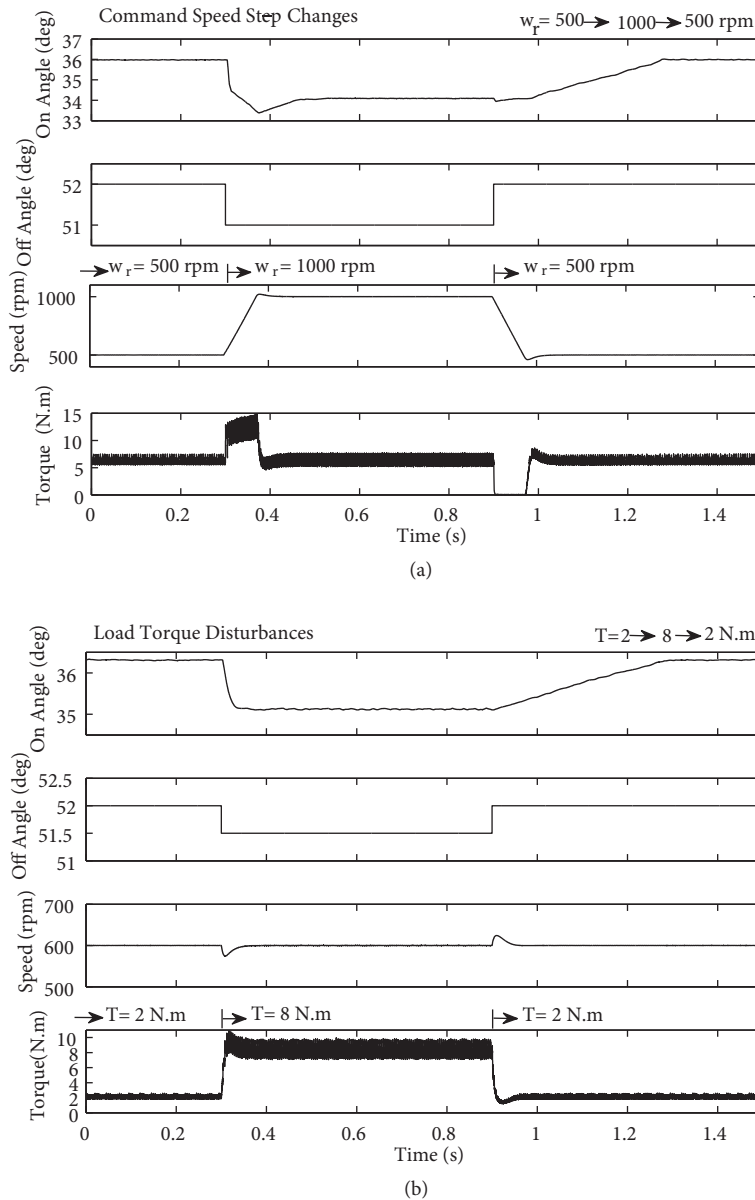 Command Speed Step Changes
w r = 500 → 1000 → 500 rpm
On Angle (deg)
37
36
35
34
33
Off Angle (deg)
52
51
w r = 500 rpm
w r = 1000 rpm
w r = 500 rpm
Speed (rpm)
1000
500
Torque (N.m)
15
10
5
0
0 0.2 0.4 0.6 0.8 1 1.2 1.4
Time (s)
(a)
Load Torque Disturbances
T=2 → 8 → 2 N.m
On Angle (deg)
36
35
Off Angle (deg)
52.5
52
51.5
51
Speed (rpm)
700
600
500
T= 2 N.m
T= 8 N.m
T= 2 N.m
Torque(N.m)
10
8
6
4
2
0
0 0.2 0.4 0.6 0.8 1 1.2 1.4
Time (s)
(b)